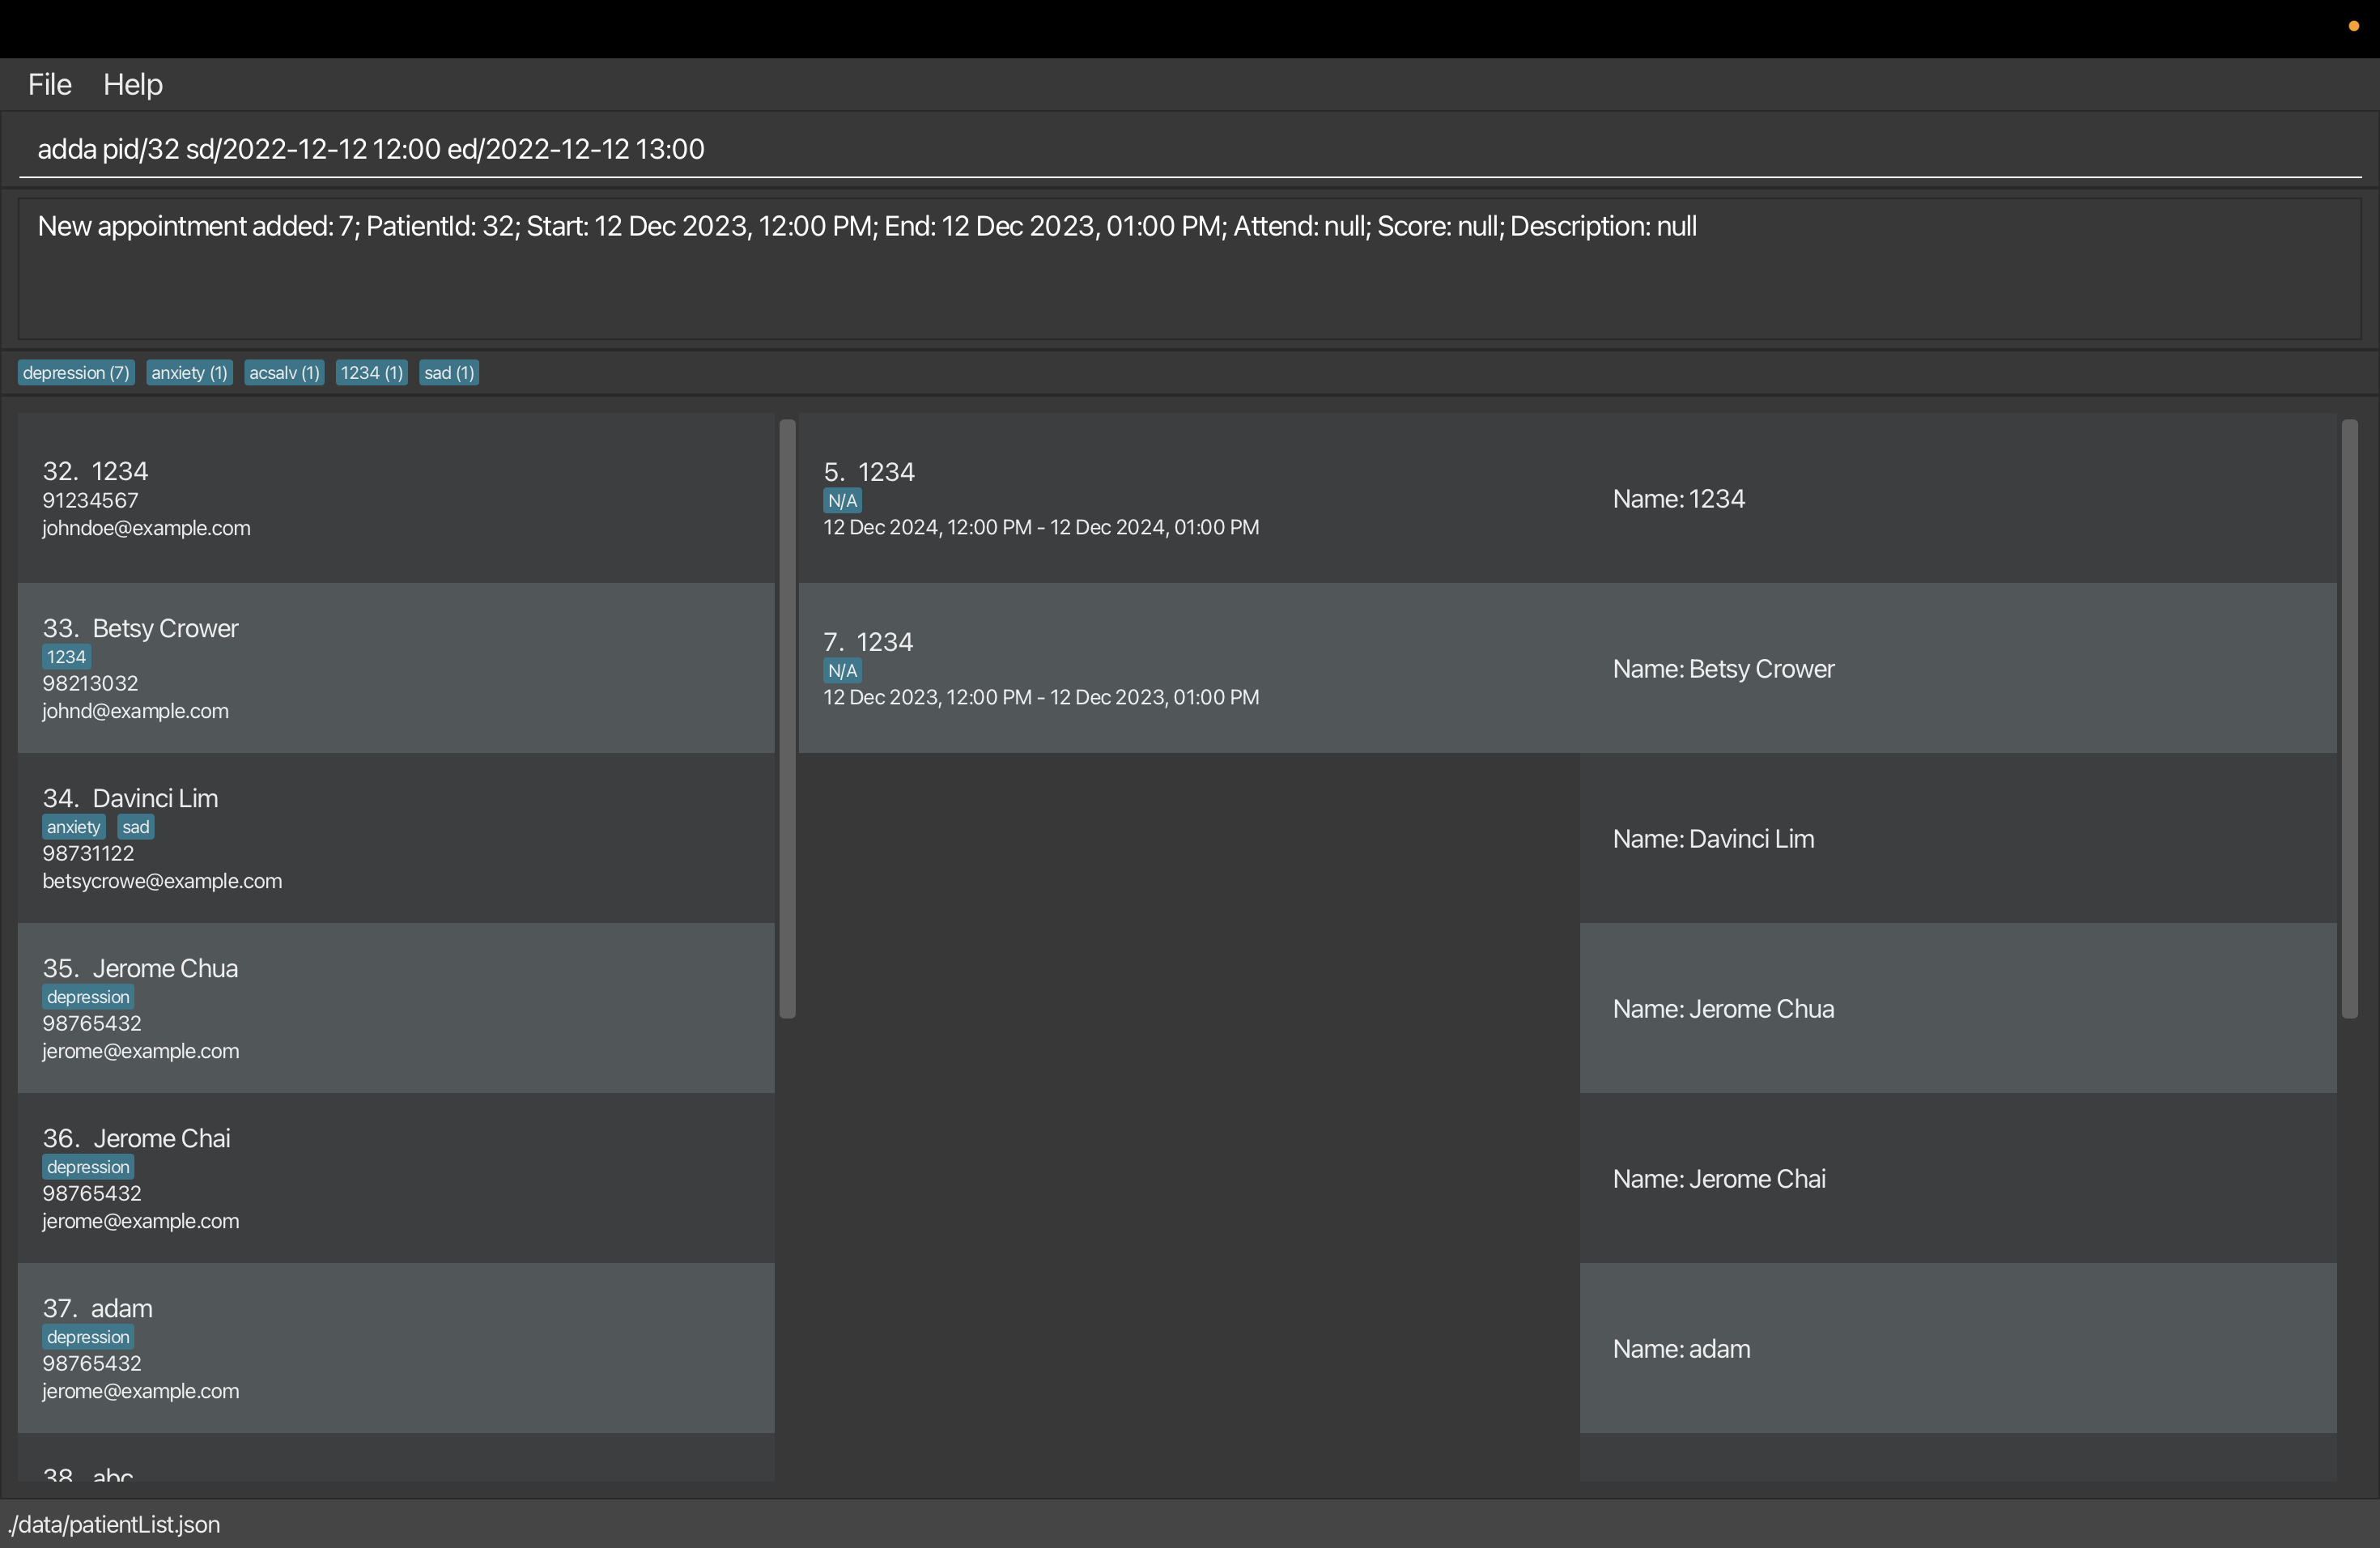 File Help
adda pid/32 sd/2022-12-12 12:00 ed/2022-12-12 13:00
New appointment added: 7; PatientId: 32; Start: 12 Dec 2023, 12:00 PM; End: 12 Dec 2023, 01:00 PM; Attend: null; Score: null; Description: null
depression (7) anxiety (1) acsalv (1) 1234 (1) sad (1)
32. 1234
91234567
johndoe@example.com
33. Betsy Crower
1234
98213032
johnd@example.com
34. Davinci Lim
anxiety sad
98731122
betsycrowe@example.com
35. Jerome Chua
depression
98765432
jerome@example.com
36. Jerome Chai
depression
98765432
jerome@example.com
37. adam
depression
98765432
jerome@example.com
38. abc
5. 1234
N/A
12 Dec 2024, 12:00 PM - 12 Dec 2024, 01:00 PM
7. 1234
N/A
12 Dec 2023, 12:00 PM - 12 Dec 2023, 01:00 PM
Name: 1234
Name: Betsy Crower
Name: Davinci Lim
Name: Jerome Chua
Name: Jerome Chai
Name: adam
./data/patientList.json